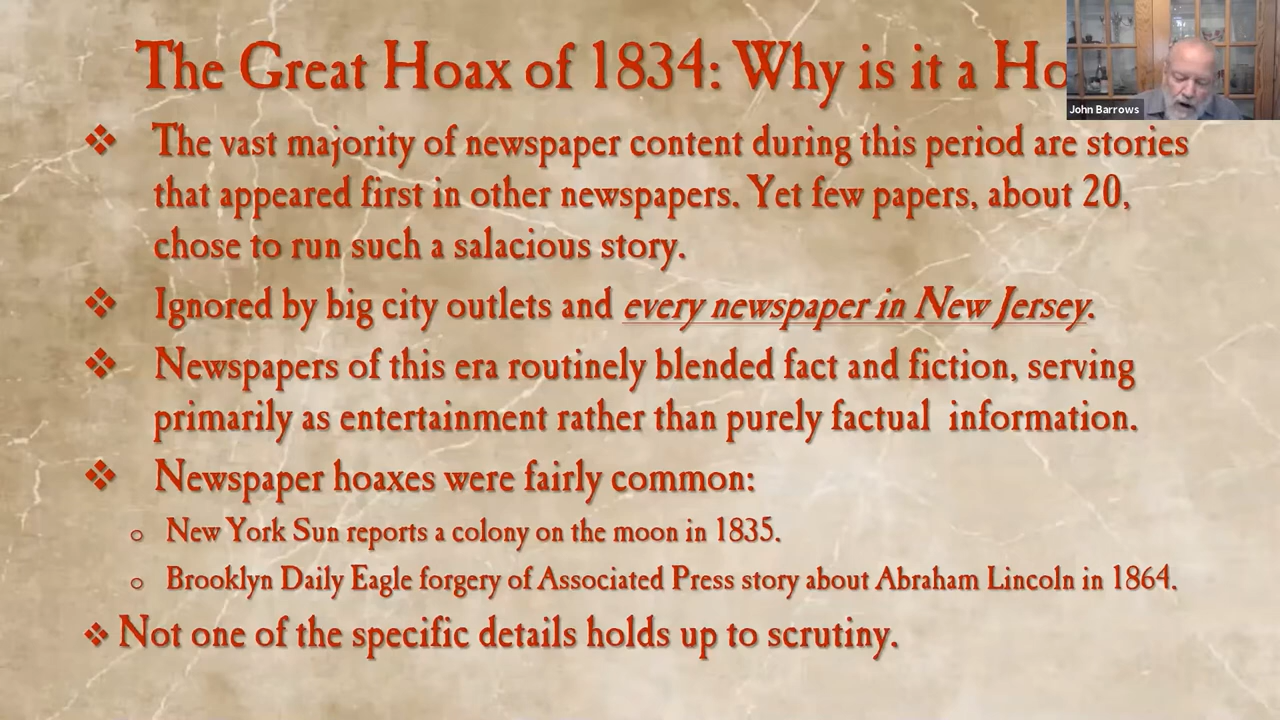 The Great Hoax of 1834: Why is it a Ho
John Barrows
❖ The vast majority of newspaper content during this period are stories
that appeared first in other newspapers. Yet few papers, about 20,
chose to run such a salacious story.
❖ Ignored by big city outlets and every newspaper in New Jersey.
❖ Newspapers of this era routinely blended fact and fiction, serving
primarily as entertainment rather than purely factual information.
❖ Newspaper hoaxes were fairly common:
o New York Sun reports a colony on the moon in 1835.
o Brooklyn Daily Eagle forgery of Associated Press story about Abraham Lincoln in 1864.
❖ Not one of the specific details holds up to scrutiny.